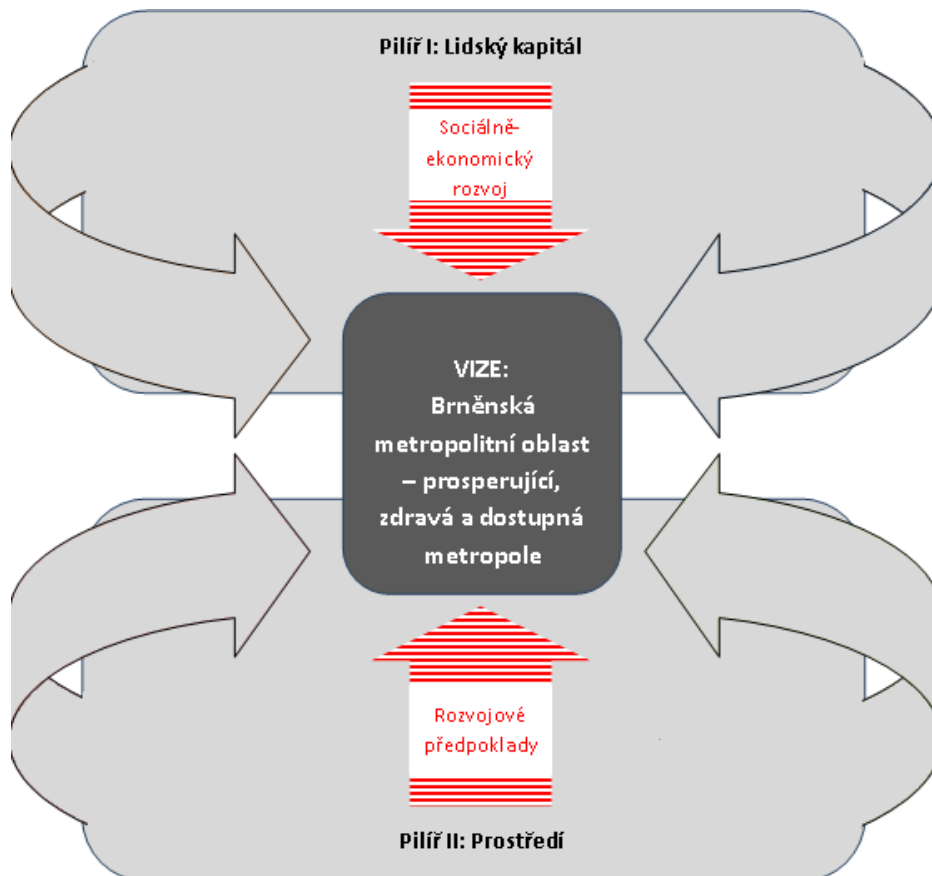 Pilíř I: Lidský kapitál
Sociálně-
ekonomický
rozvoj
VIZE:
Brněnská
metropolitní oblast
– prosperující,
zdravá a dostupná
metropole
Rozvojové
předpoklady
Pilíř II: Prostředí